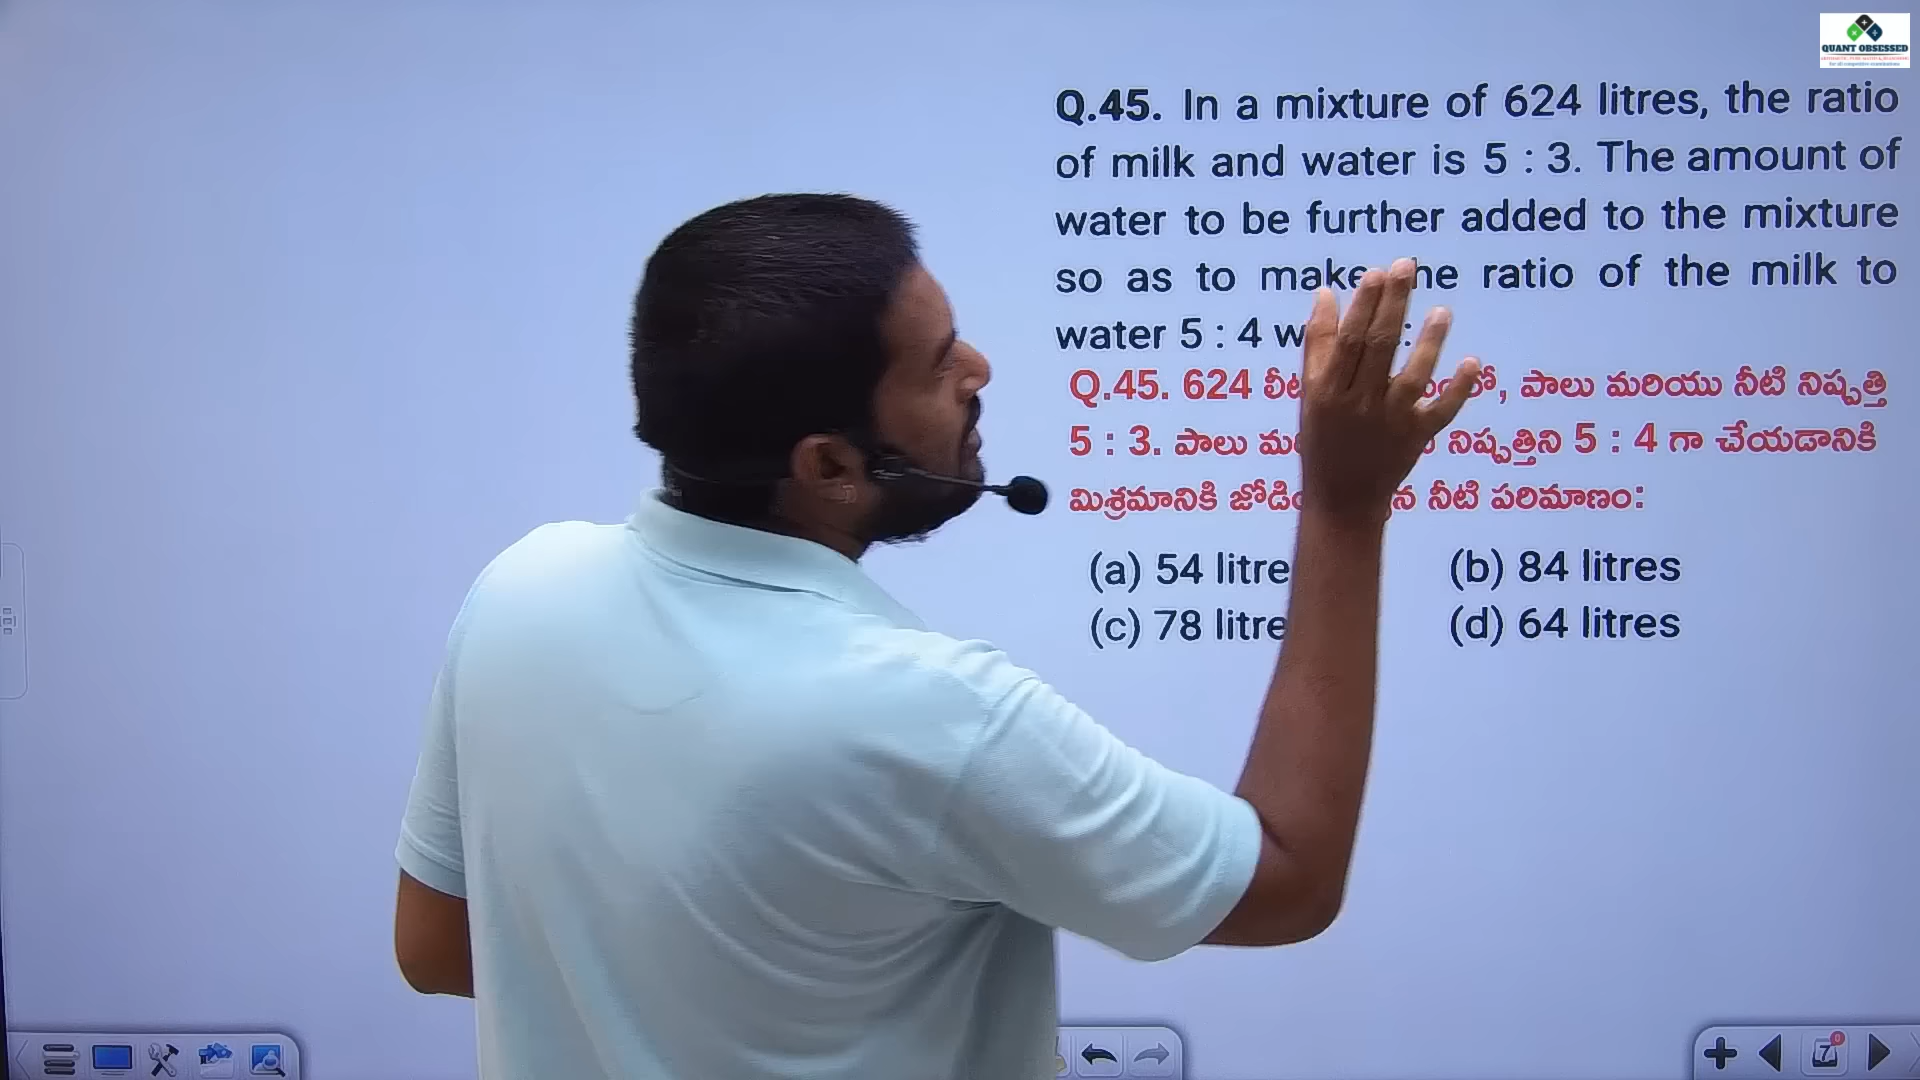 QUANT OBSESSED
Q.45. In a mixture of 624 litres, the ratio
of milk and water is 5 : 3. The amount of
water to be further added to the mixture
so as to make he ratio of the milk to
water 5 : 4 :
Q.45. 624 , పాలు మరియు నీటి నిష్పత్తి
5 : 3. పాలు నిష్పత్తిని 5 : 4 గా చేయడానికి
మిశ్రమానికి నీటి పరిమాణం:
(a) 54 litre (b) 84 litres
(c) 78 litre (d) 64 litres
7
0